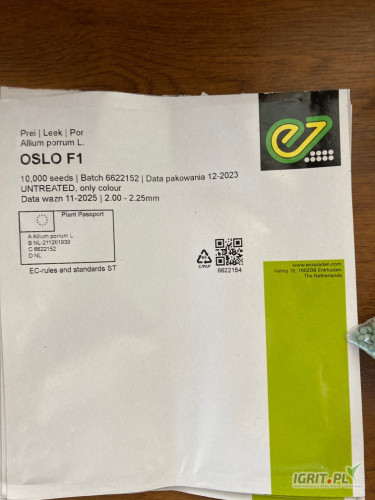 Prei | Leek | Por
Allium porrum L.
OSLO F1
10,000 seeds | Batch 6622152 | Data pakowania 12-2023
UNTREATED, only colour
Data wazn 11-2025 | 2.00 - 2.25mm
Plant Passport
A Allium porrum L.
B NL-211201939
C 6622152
D NL
EC-rules and standards ST
C/PAP
6622154
www.enzazaden.com
Haling 1E, 1602DB Enkhuizen
The Netherlands
IGRIT.PL